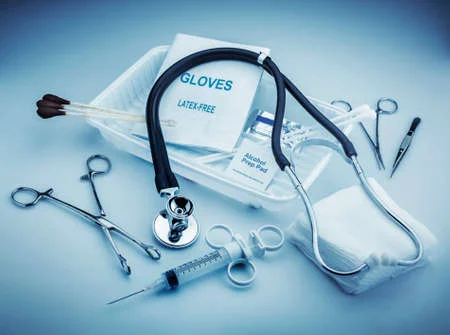 GLOVES
LATEX-FREE
Alcohol
Prep Pad